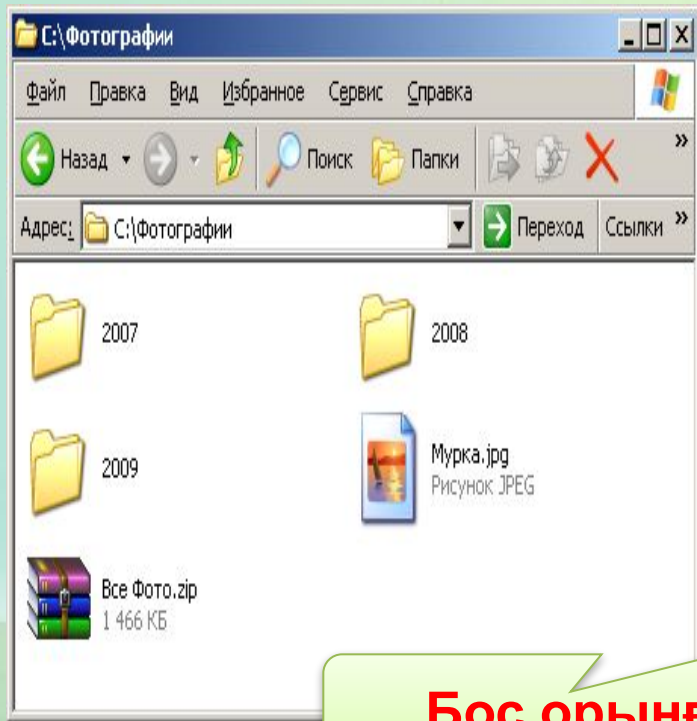 C:\Фотографии
Файл Правка Вид Избранное Сервис Справка
Назад Поиск Папки »
Адрес: C:\Фотографии Переход Ссылки »
2007
2008
2009
Мурка.jpg
Рисунок JPEG
Все Фото.zip
1 466 КБ
Бос